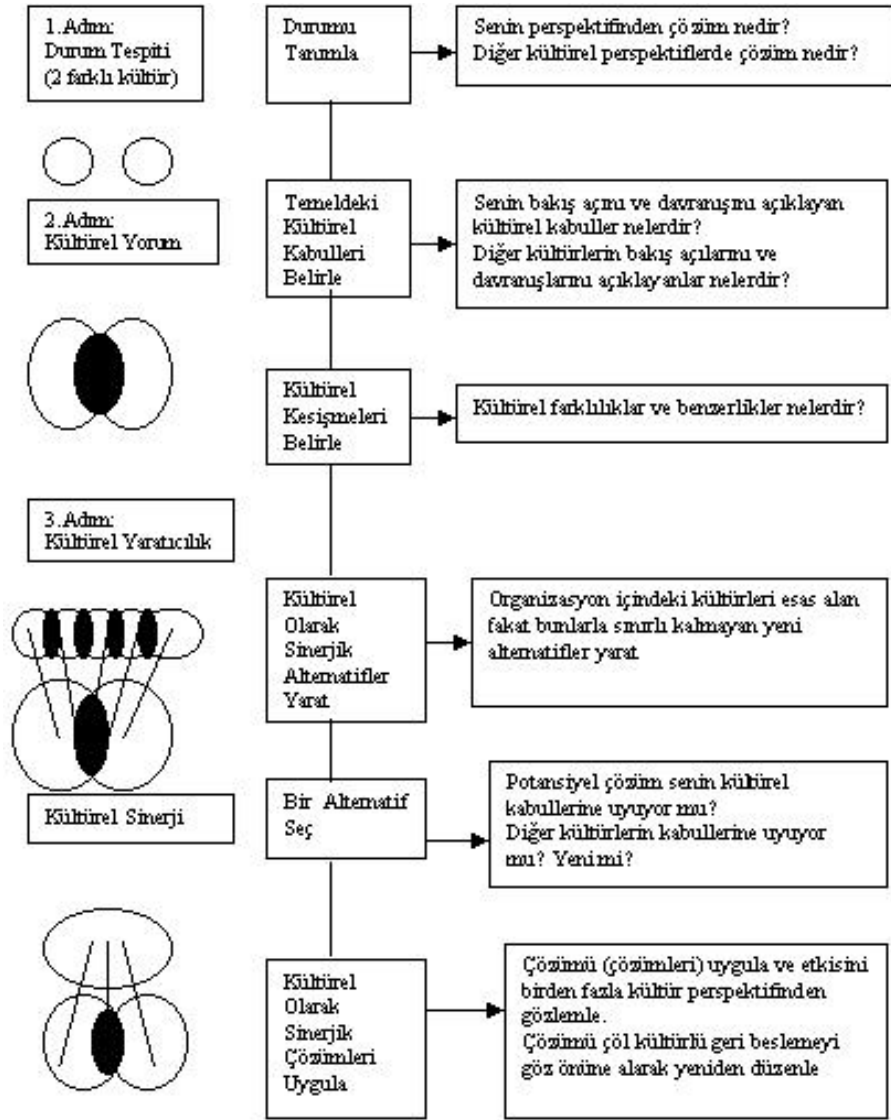 1.Adım:
Durum Tespiti
(2 farklı kültür)
Durumu
Tanımla
Senin perspektifinden çözüm nedir?
Diğer kültürel perspektiflerde çözüm nedir?
2.Adım:
Kültürel Yorum
Temeldeki
Kültürel
Kabulleri
Belirle
Senin bakış açını ve davranışını açıklayan
kültürel kabuller nelerdir?
Diğer kültürlerin bakış açılarını ve
davranışlarını açıklayanlar nelerdir?
Kültürel
Kesişmeleri
Belirle
Kültürel farklılıklar ve benzerlikler nelerdir?
3.Adım:
Kültürel Yaratıcılık
Kültürel
Olarak
Sinerjik
Alternatifler
Yarat
Organizasyon içindeki kültürleri esas alan
fakat bunlarla sınırlı kalmayan yeni
alternatifler yarat
Kültürel Sinerji
Bir Alternatif
Seç
Potansiyel çözüm senin kültürel
kabullerine uyuyor mu?
Diğer kültürlerin kabullerine uyuyor
mu? Yeni mi?
Kültürel
Olarak
Sinerjik
Çözümleri
Uygula
Çözümü (çözümleri) uygula ve etkisini
birden fazla kültür perspektifinden
gözlemle.
Çözümü çöl kültürlü geri beslemeyi
göz önüne alarak yeniden düzenle